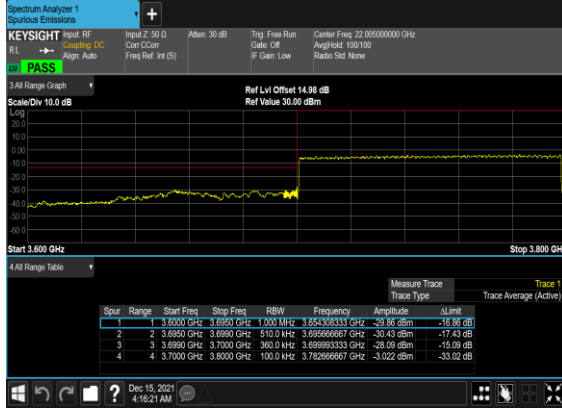 Spectrum Analyzer 1
Spurious Emissions
+
KEYSIGHT Input: RF Input Z: 50 Ω Atten: 30 dB Trig: Free Run Center Freq: 22.005000000 GHz
RL Coupling: DC Corr CCorr Gate: Off Avg|Hold: 100/100
Align: Auto Freq Ref: Int (S) IF Gain: Low Radio Std: None
PASS
3 All Range Graph
Ref Lvl Offset 14.98 dB
Scale/Div 10.0 dB Ref Value 30.00 dBm
Log
20.0
10.0
0.00
-10.0
-20.0
-30.0
-40.0
-50.0
-60.0
Start 3.600 GHz Stop 3.800 GH
4 All Range Table
Measure Trace Trace 1
Trace Type Trace Average (Active)
Spur Range Start Freq Stop Freq RBW Frequency Amplitude ΔLimit
1 1 3.6000 GHz 3.6950 GHz 1.000 MHz 3.654308333 GHz -29.86 dBm -16.86 dB
2 2 3.6950 GHz 3.6990 GHz 510.0 kHz 3.695666667 GHz -30.43 dBm -17.43 dB
3 3 3.6990 GHz 3.7000 GHz 360.0 kHz 3.699993333 GHz -28.09 dBm -15.09 dB
4 4 3.7000 GHz 3.8000 GHz 100.0 kHz 3.782666667 GHz -3.022 dBm -33.02 dB
? Dec 15, 2021
4:16:21 AM